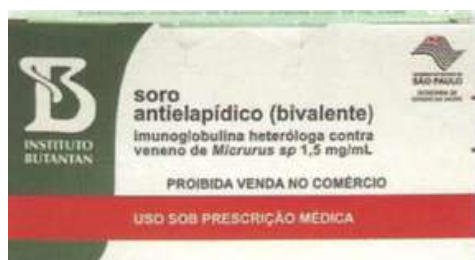 INSTITUTO
BUTANTAN
soro
antielapídico (bivalente)
imunoglobulina heteróloga contra
veneno de Micrurus sp 1,5 mg/mL
PROIBIDA VENDA NO COMÉRCIO
USO SOB PRESCRIÇÃO MÉDICA
SÃO PAULO